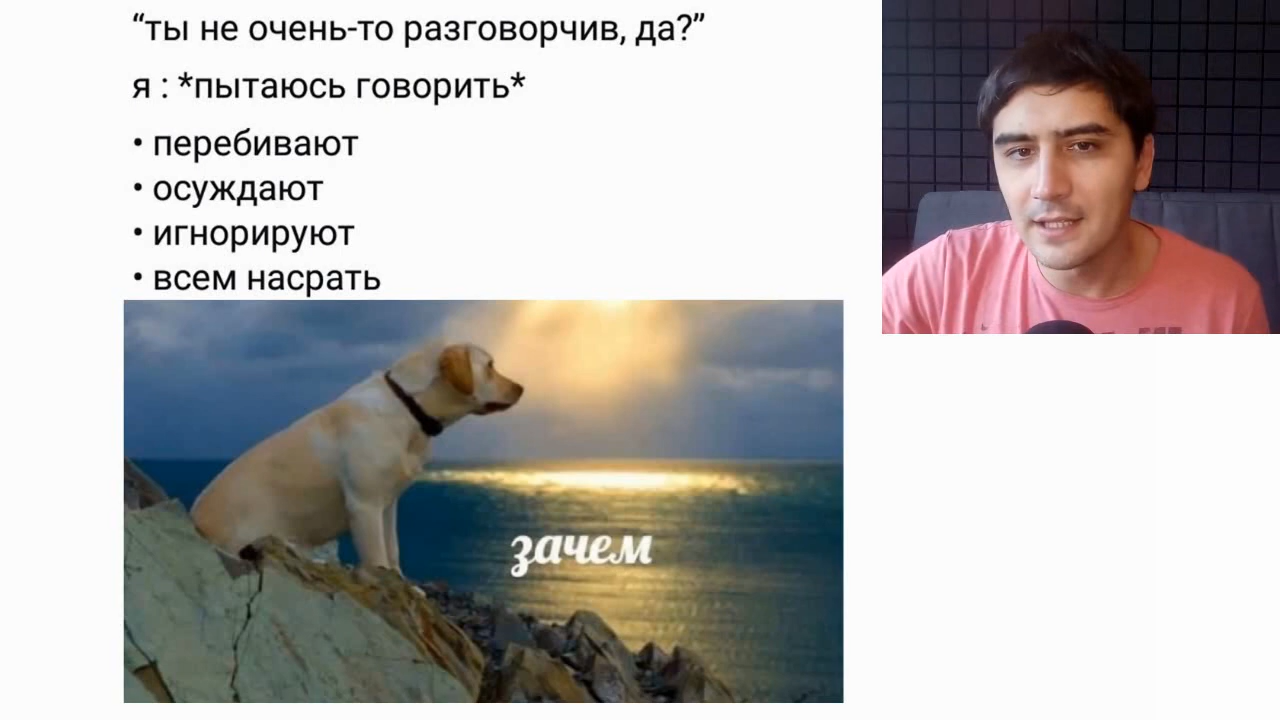 “ты не очень-то разговорчив, да?”
я : *пытаюсь говорить*
• перебивают
• осуждают
• игнорируют
• всем насрать
зачем